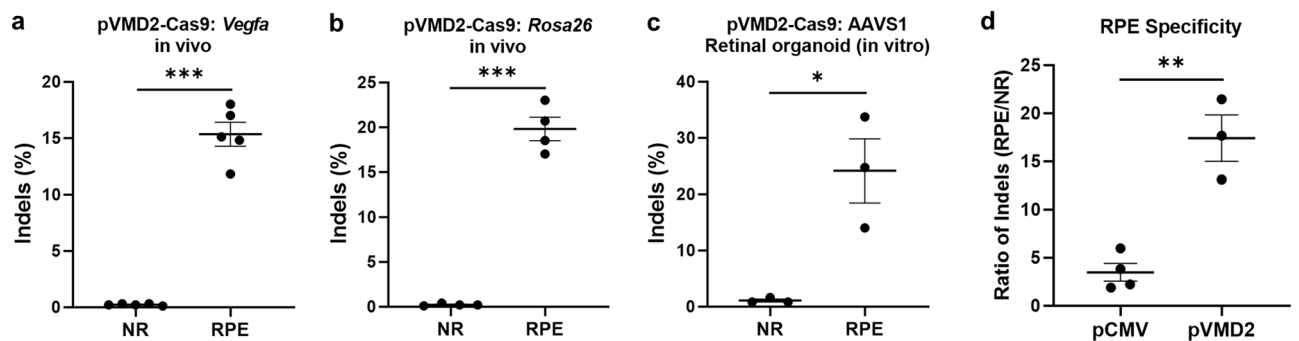 a
pVMD2-Cas9: Vegfa
in vivo
***
Indels (%)
20
15
10
5
0
NR RPE
b
pVMD2-Cas9: Rosa26
in vivo
***
Indels (%)
25
20
15
10
5
0
NR RPE
c
pVMD2-Cas9: AAVS1
Retinal organoid (in vitro)
*
Indels (%)
40
30
20
10
0
NR RPE
d
RPE Specificity
**
Ratio of Indels (RPE/NR)
25
20
15
10
5
0
pCMV pVMD2